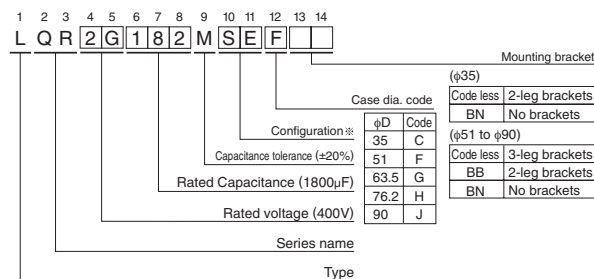 1 2 3 4 5 6 7 8 9 10 11 12 13 14
L Q R 2 G 1 8 2 M S E F
Mounting bracket
(ϕ35)
Code less 2-leg brackets
BN No brackets
(ϕ51 to ϕ90)
Code less 3-leg brackets
BB 2-leg brackets
BN No brackets
Case dia. code
ϕD Code
35 C
51 F
63.5 G
76.2 H
90 J
Configuration※
Capacitance tolerance (±20%)
Rated Capacitance (1800µF)
Rated voltage (400V)
Series name
Type